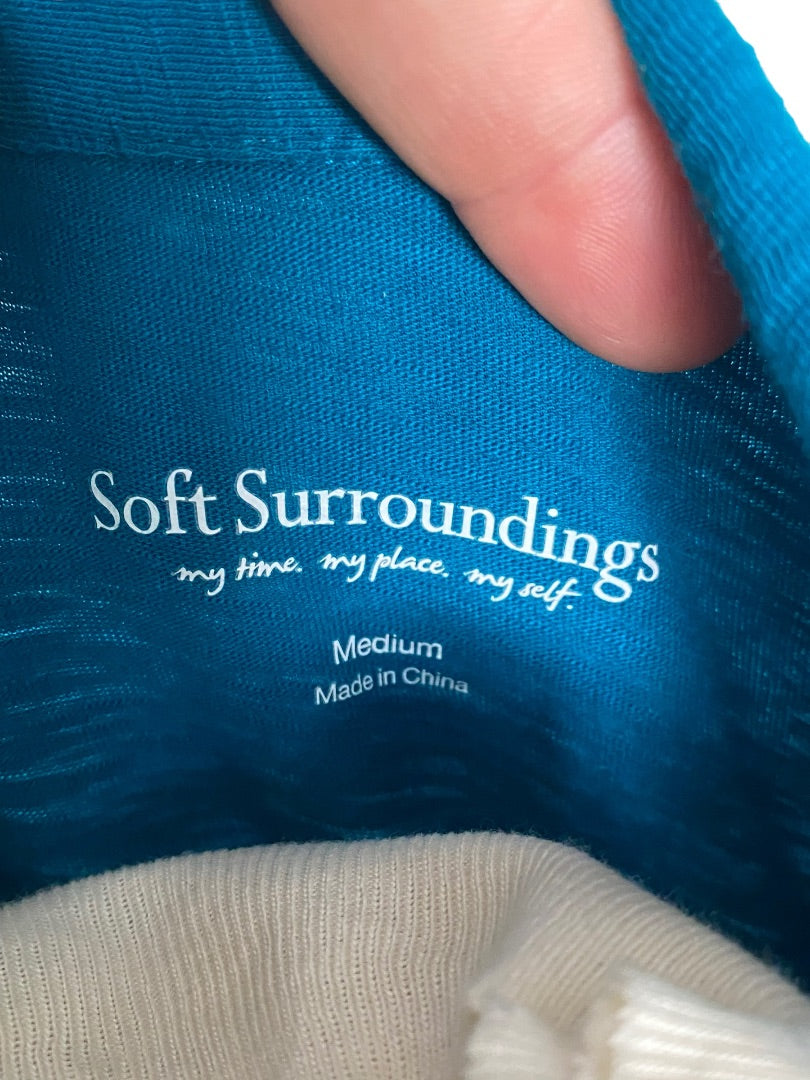 Soft Surroundings
my time. my place. my self.
Medium
Made in China